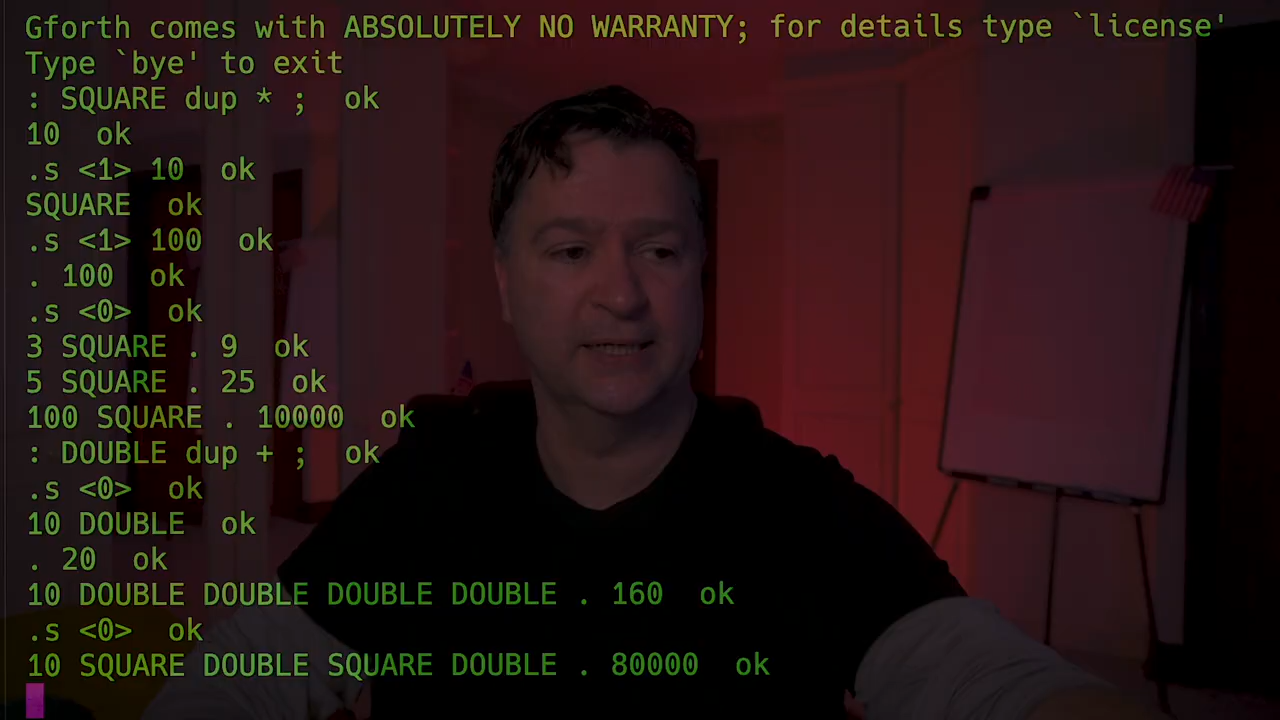 Gforth comes with ABSOLUTELY NO WARRANTY; for details type `license'
Type `bye' to exit
: SQUARE dup * ;  ok
10  ok
.s <1> 10  ok
SQUARE  ok
.s <1> 100  ok
. 100  ok
.s <0>  ok
3 SQUARE . 9  ok
5 SQUARE . 25  ok
100 SQUARE . 10000  ok
: DOUBLE dup + ;  ok
.s <0>  ok
10 DOUBLE  ok
. 20  ok
10 DOUBLE DOUBLE DOUBLE DOUBLE . 160  ok
.s <0>  ok
10 SQUARE DOUBLE SQUARE DOUBLE . 80000  ok